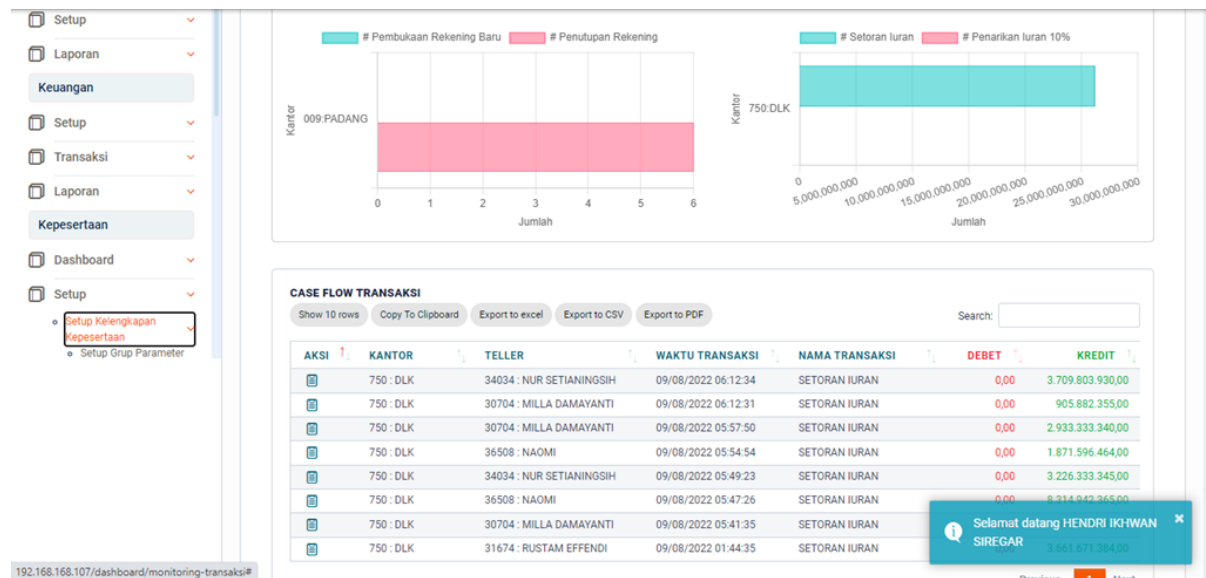 Setup
Laporan
Keuangan
Setup
Transaksi
Laporan
Kepesertaan
Dashboard
Setup
Setup Kelengkapan
Kepesertaan
Setup Grup Parameter
# Pembukaan Rekening Baru # Penutupan Rekening
Kantor
009:PADANG
0 1 2 3 4 5 6
Jumlah
# Setoran Iuran # Penarikan Iuran 10%
Kantor
750:DLK
0 5,000,000,000 10,000,000,000 15,000,000,000 20,000,000,000 25,000,000,000 30,000,000,000
Jumlah
CASE FLOW TRANSAKSI
Show 10 rows Copy To Clipboard Export to excel Export to CSV Export to PDF Search:
AKSI KANTOR TELLER WAKTU TRANSAKSI NAMA TRANSAKSI DEBET KREDIT
750 : DLK 34034 : NUR SETIANINGSIH 09/08/2022 06:12:34 SETORAN IURAN 0,00 3.709.803.930,00
750 : DLK 30704 : MILLA DAMAYANTI 09/08/2022 06:12:31 SETORAN IURAN 0,00 905.882.355,00
750 : DLK 30704 : MILLA DAMAYANTI 09/08/2022 05:57:50 SETORAN IURAN 0,00 2.933.333.340,00
750 : DLK 36508 : NAOMI 09/08/2022 05:54:54 SETORAN IURAN 0,00 1.871.596.464,00
750 : DLK 34034 : NUR SETIANINGSIH 09/08/2022 05:49:23 SETORAN IURAN 0,00 3.226.333.345,00
750 : DLK 36508 : NAOMI 09/08/2022 05:47:26 SETORAN IURAN 0,00 8.314.942.365,00
750 : DLK 30704 : MILLA DAMAYANTI 09/08/2022 05:41:35 SETORAN IURAN
750 : DLK 31674 : RUSTAM EFFENDI 09/08/2022 01:44:35 SETORAN IURAN
Selamat datang HENDRI IKHWAN
SIREGAR
Previous 1 Next
192.168.168.107/dashboard/monitoring-transaksi#